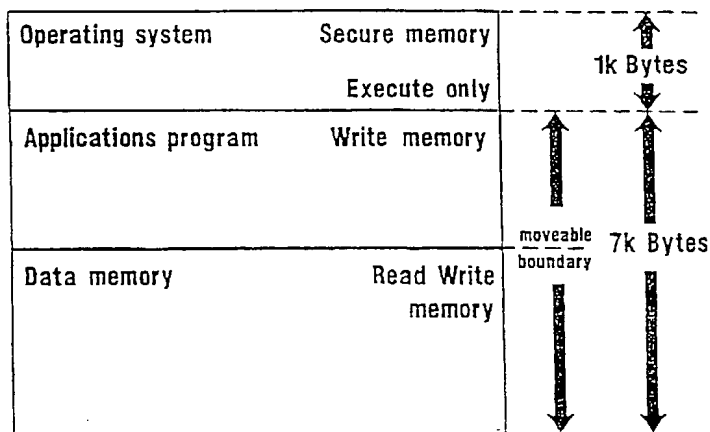 Operating system Secure memory
1k Bytes
Execute only
Applications program Write memory
moveable 7k Bytes
boundary
Data memory Read Write
memory